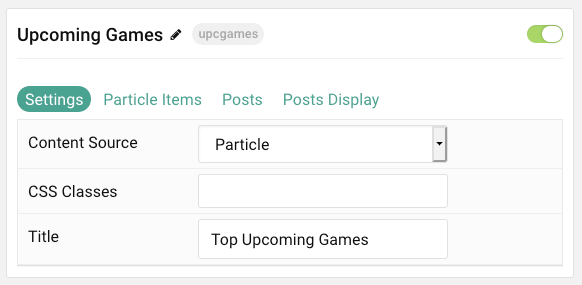 Upcoming Games upcgames
Settings Particle Items Posts Posts Display
Content Source Particle
CSS Classes
Title Top Upcoming Games